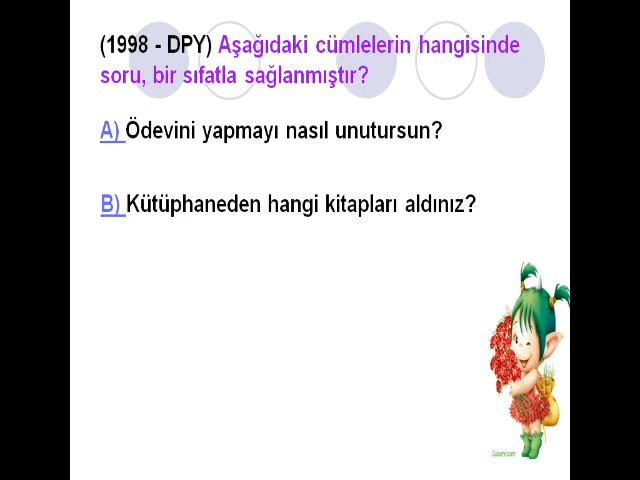 (1998 - DPY) Aşağıdaki cümlelerin hangisinde
soru, bir sıfatla sağlanmıştır?
A) Ödevini yapmayı nasıl unutursun?
B) Kütüphaneden hangi kitapları aldınız?